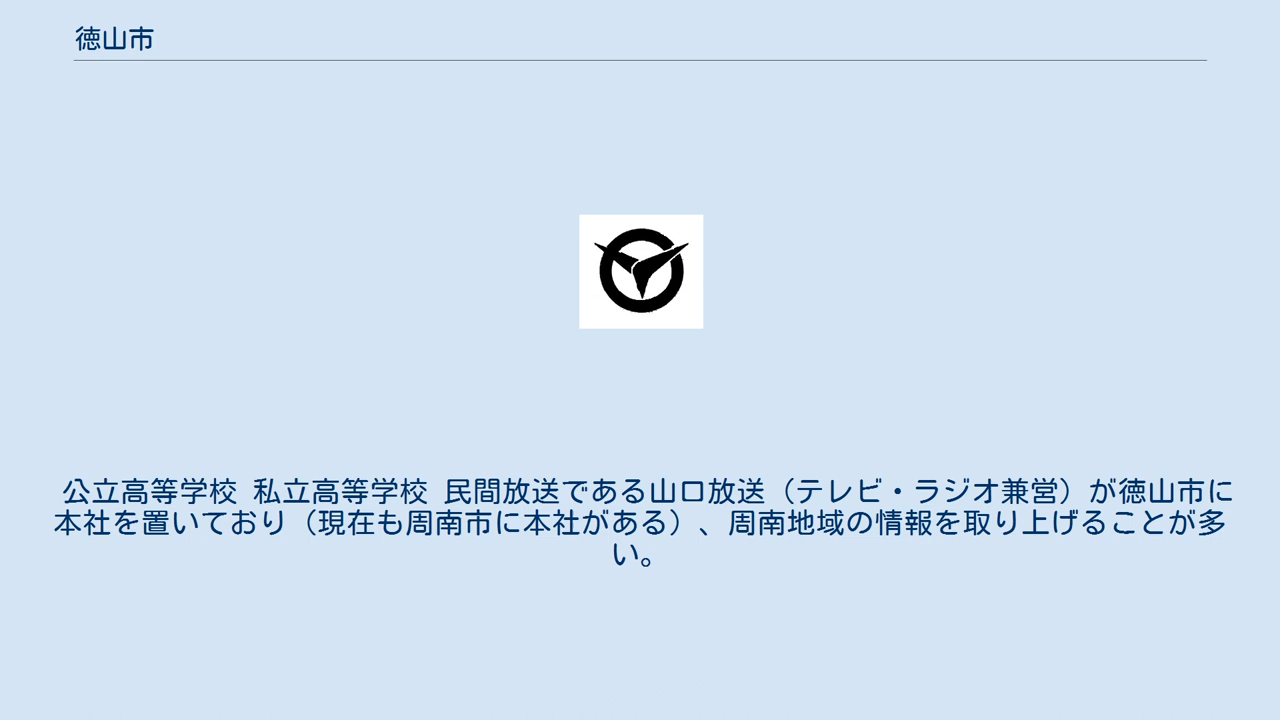 徳山市
公立高等学校 私立高等学校 民間放送である山口放送（テレビ・ラジオ兼営）が徳山市に
本社を置いており（現在も周南市に本社がある）、周南地域の情報を取り上げることが多
い。